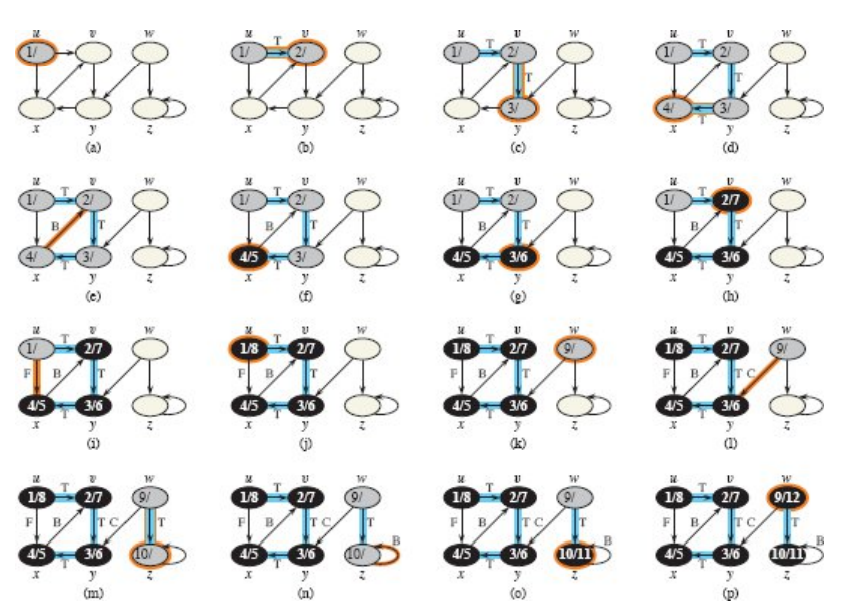 u v w u v w u v w u v w
1/ 1/ T 2/ 1/ T 2/ 1/ T 2/
T T
3/ 4/ T 3/
x y z x y z x y z x y z
(a) (b) (c) (d)
u v w u v w u v w u v w
1/ T 2/ 1/ T 2/ 1/ T 2/ 1/ T 2/7
B T B T B T B T
4/ T 3/ 4/5 T 3/ 4/5 T 3/6 4/5 T 3/6
x y z x y z x y z x y z
(e) (f) (g) (h)
u v w u v w u v w u v w
1/ T 2/7 1/8 T 2/7 1/8 T 2/7 9/ 1/8 T 2/7 9/
F B T F B T F B T F B T C
4/5 T 3/6 4/5 T 3/6 4/5 T 3/6 4/5 T 3/6
x y z x y z x y z x y z
(i) (j) (k) (l)
u v w u v w u v w u v w
1/8 T 2/7 9/ 1/8 T 2/7 9/ 1/8 T 2/7 9/ 1/8 T 2/7 9/12
F B T C T F B T C T B F B T C T F B T C T
B B
4/5 T 3/6 10/ 4/5 T 3/6 10/ 4/5 T 3/6 10/11 4/5 T 3/6 10/11
x y z x y z x y z x y z
(m) (n) (o) (p)